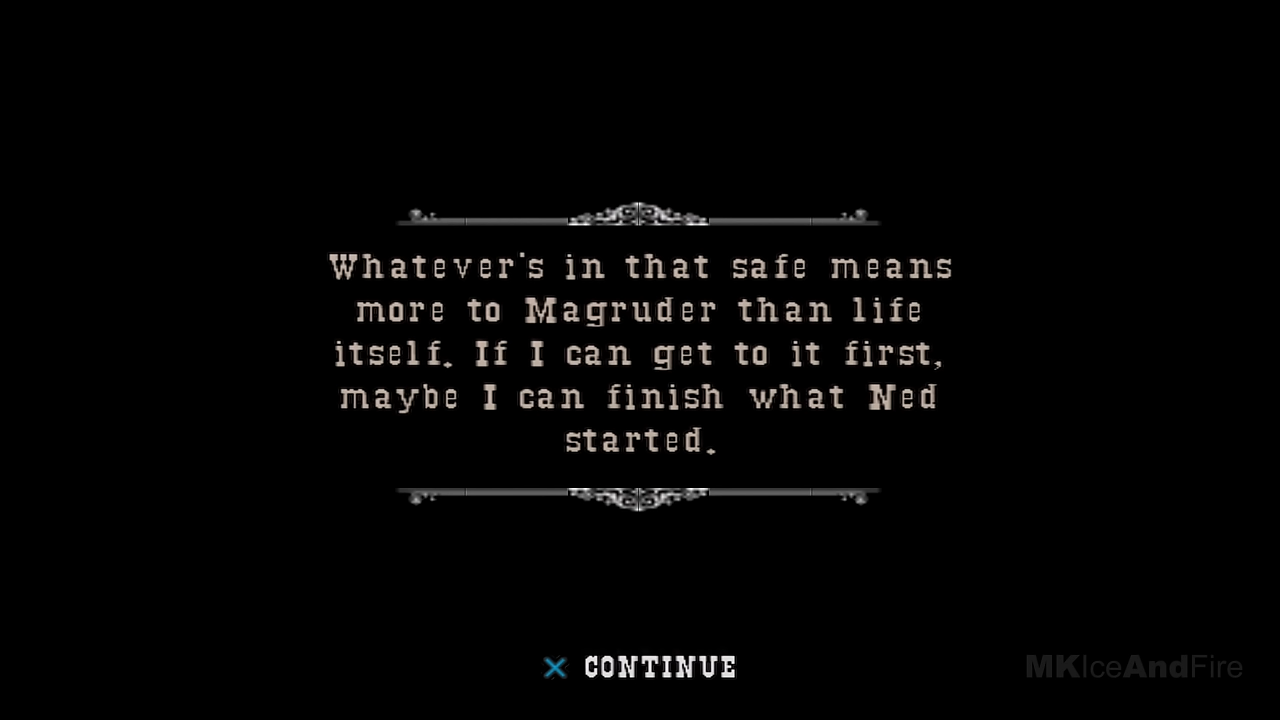 Whatever's in that safe means
more to Magruder than life
itself. If I can get to it first,
maybe I can finish what Ned
started.
CONTINUE
MKIceAndFire